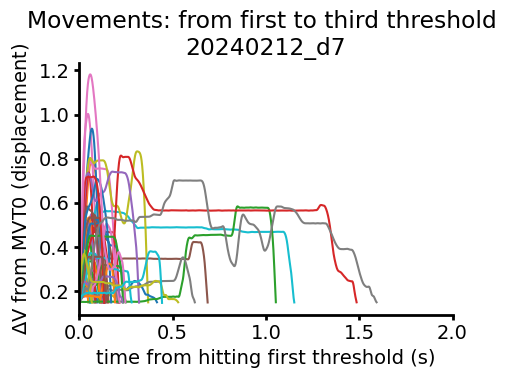 Movements: from first to third threshold
20240212_d7
ΔV from MVT0 (displacement)
1.2
1.0
0.8
0.6
0.4
0.2
0.0
0.5
1.0
1.5
2.0
time from hitting first threshold (s)